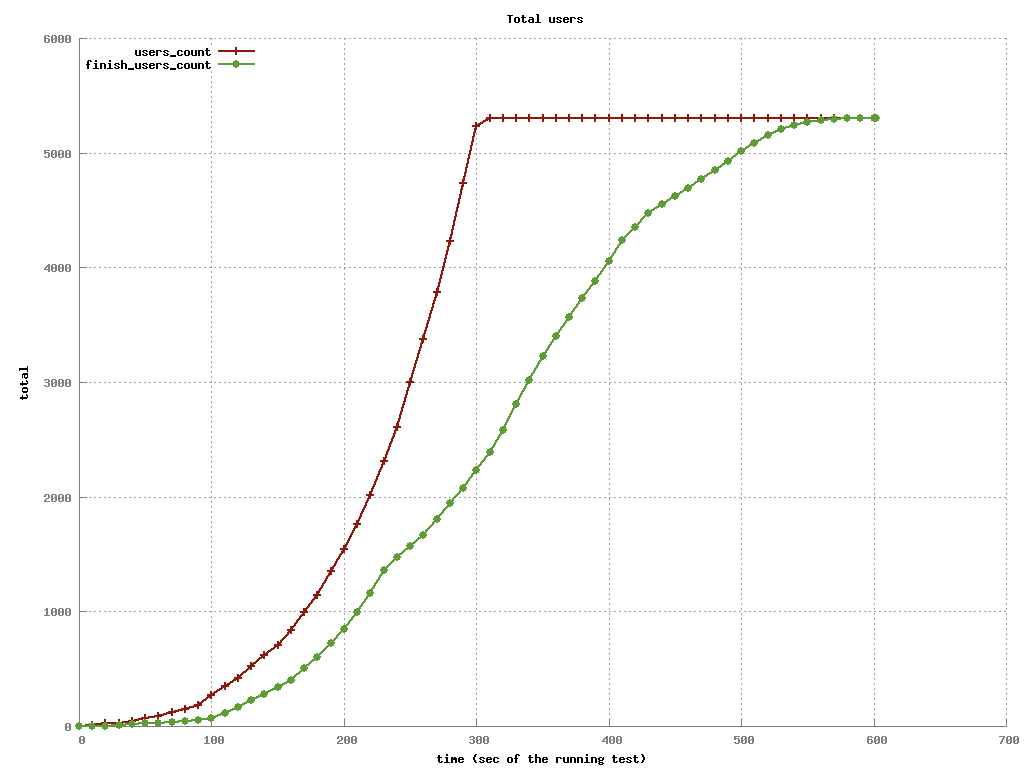 Total users
6000
users_count
finish_users_count
5000
4000
3000
total
2000
1000
0
0 100 200 300 400 500 600 700
time (sec of the running test)